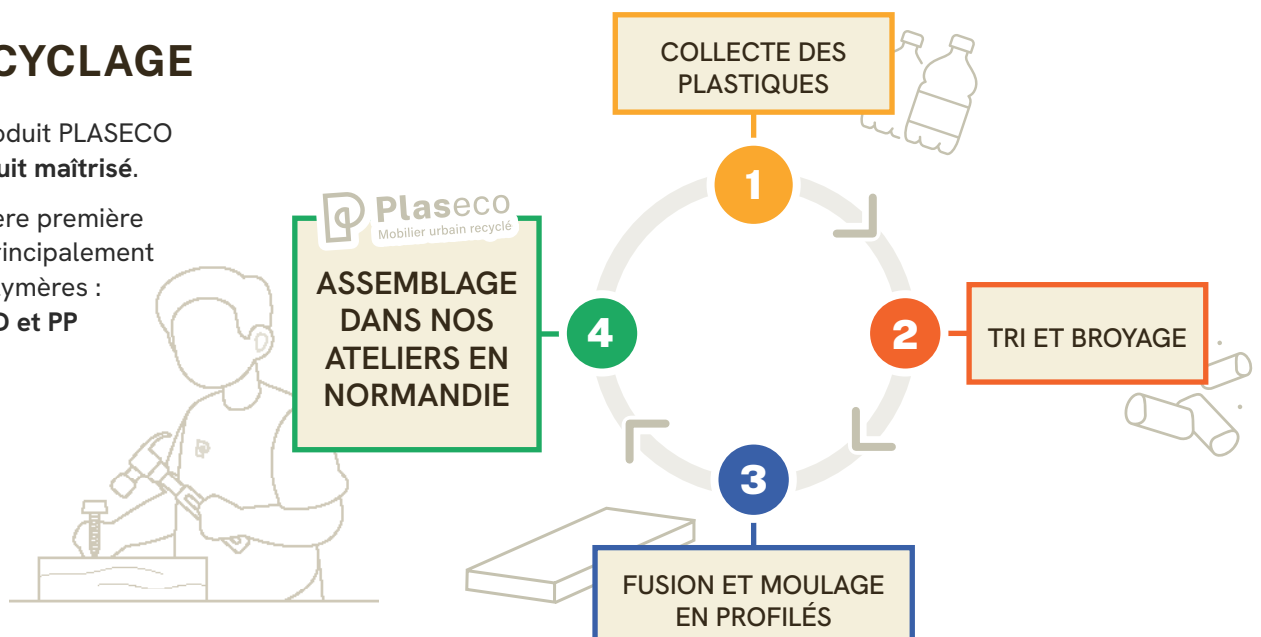 CYCLAGE
oduit PLASECO
uit maîtrisé.
ère première
rincipalement
ymères :
D et PP
COLLECTE DES
PLASTIQUES
1
2
TRI ET BROYAGE
3
FUSION ET MOULAGE
EN PROFILÉS
4
Plaseco
Mobilier urbain recyclé
ASSEMBLAGE
DANS NOS
ATELIERS EN
NORMANDIE